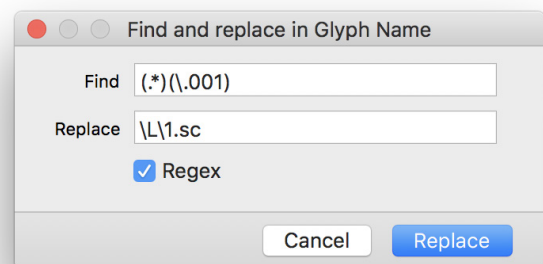 Find and replace in Glyph Name
Find (.*)(\.001)
Replace \L\1.sc
Regex
Cancel Replace